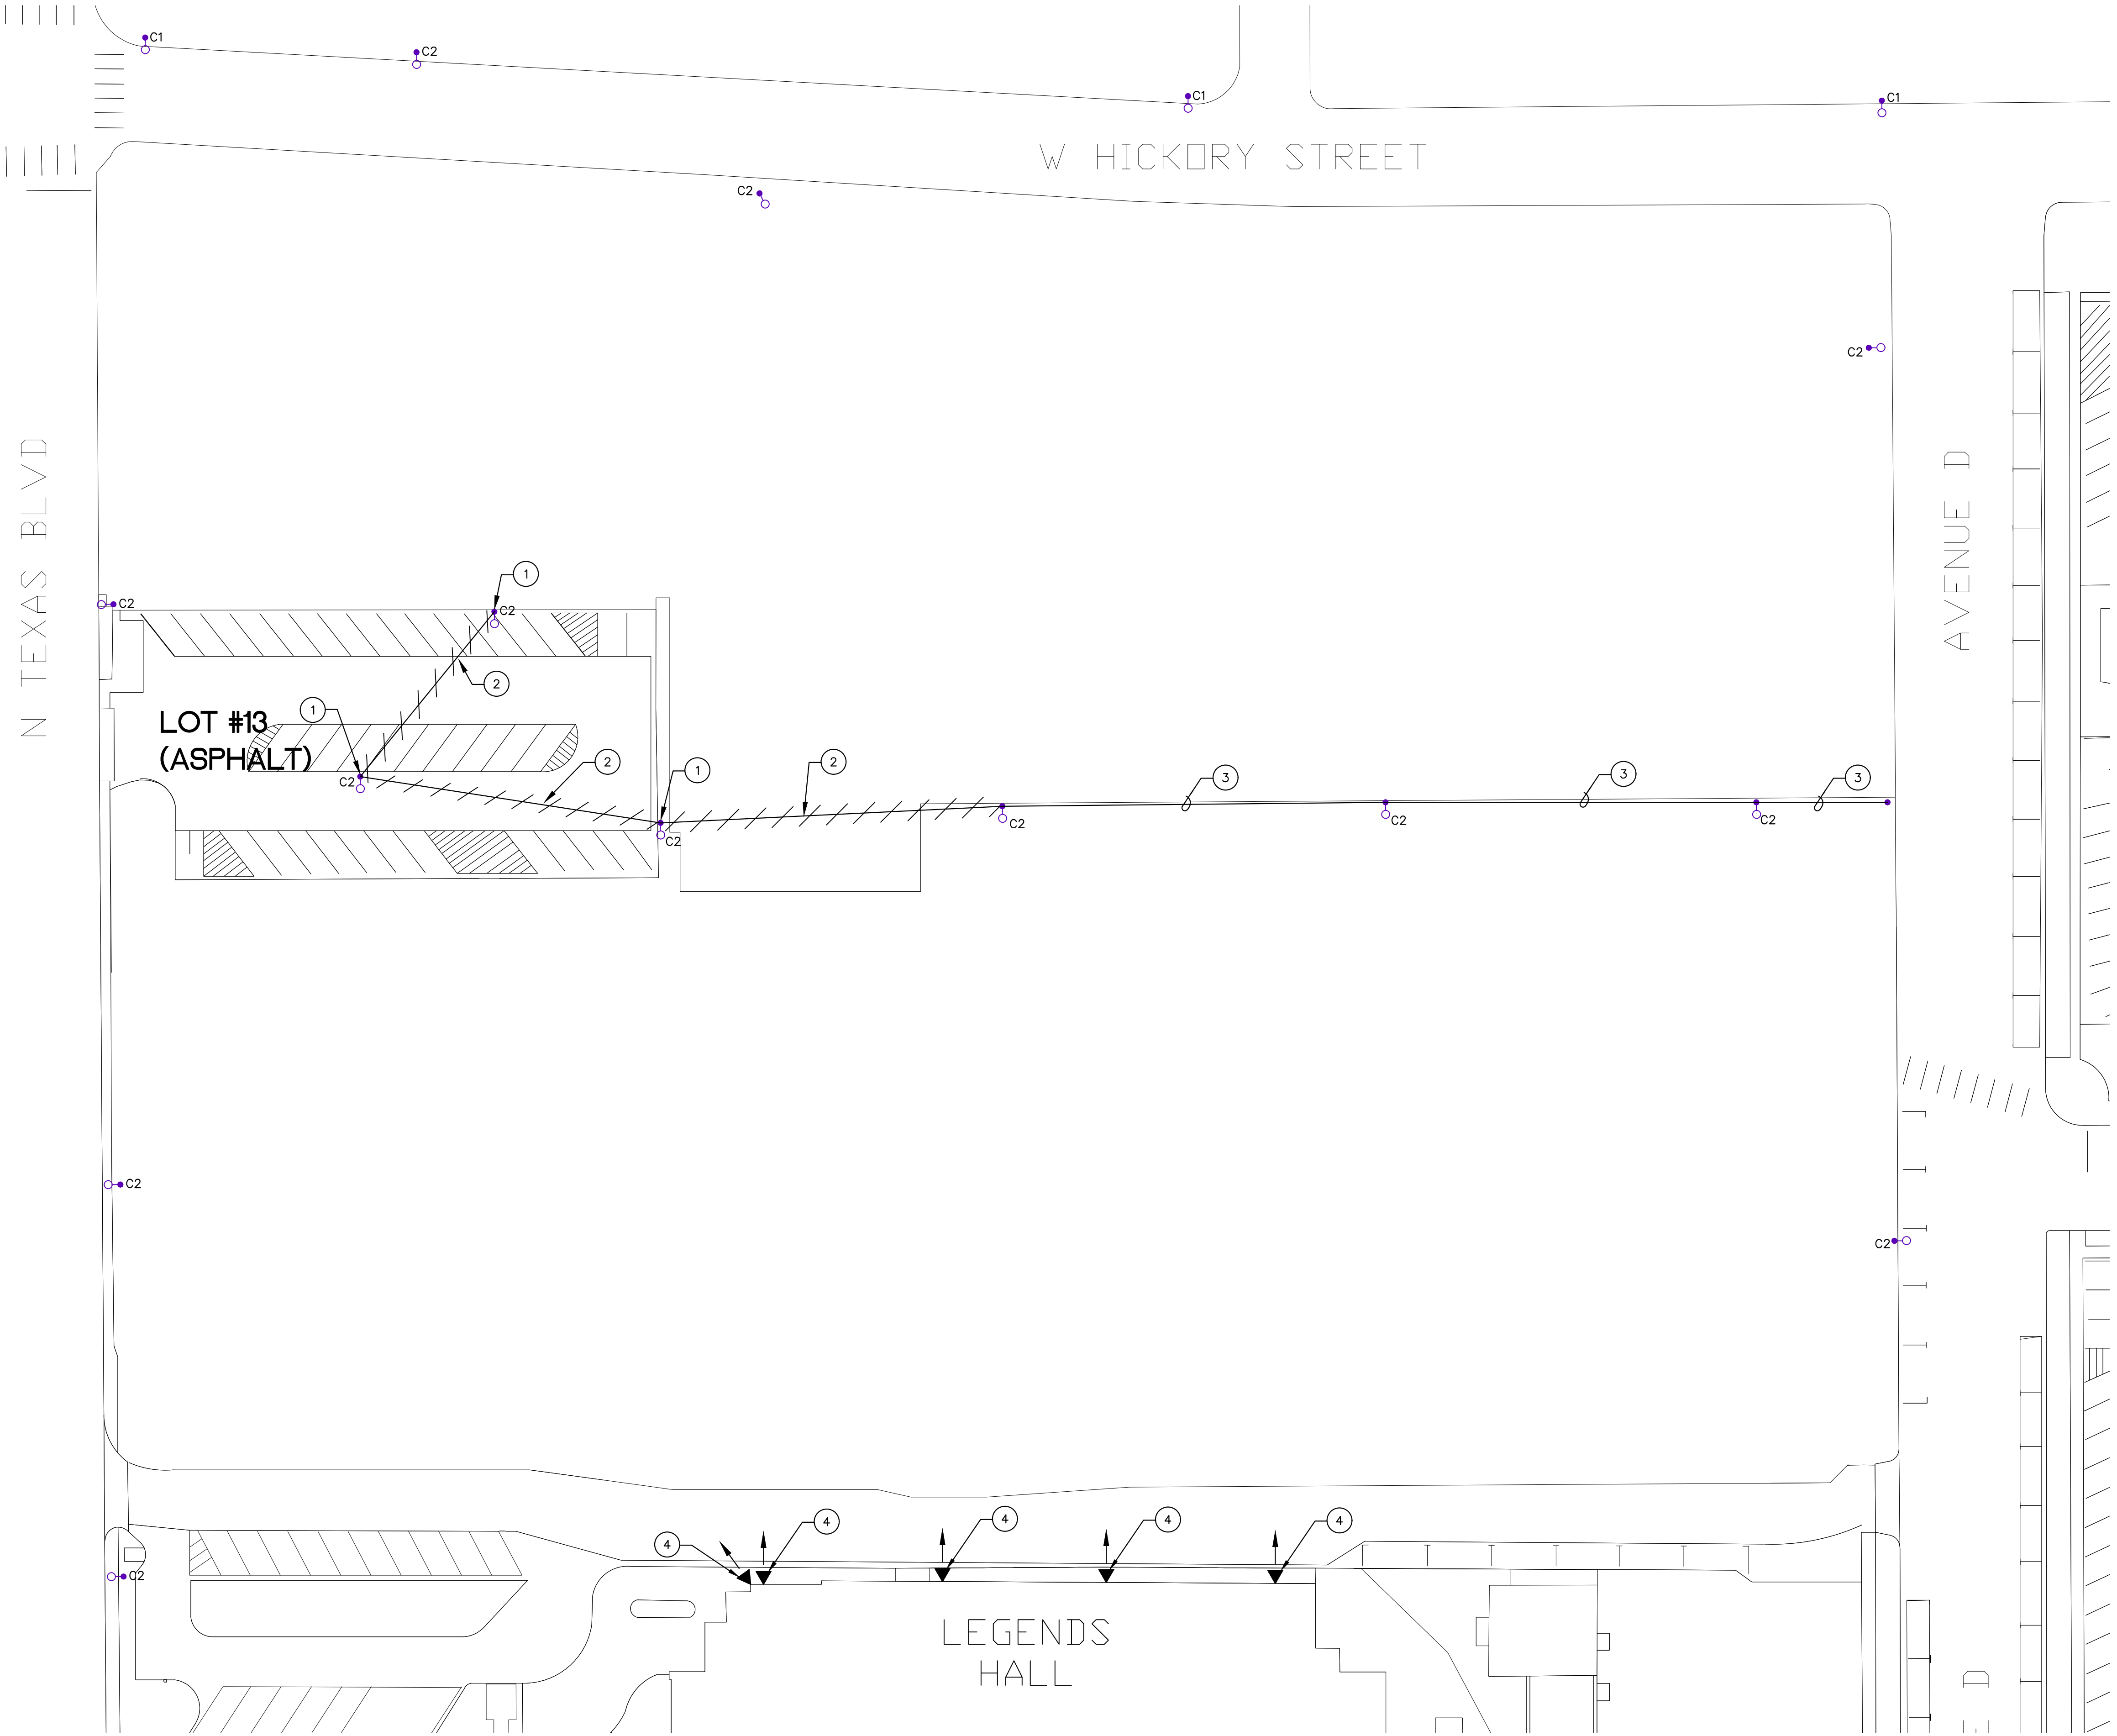 C1
C2
C1
C1
W HICKORY STREET
C2
C2
N TEXAS BLVD
AVENUE D
1
C2
C2
2
1
LOT #13
(ASPHALT)
C2
2
1
2
3
3
3
C2
C2
C2
C2
C2
C2
4
4
4
4
4
C2
LEGENDS
HALL
D